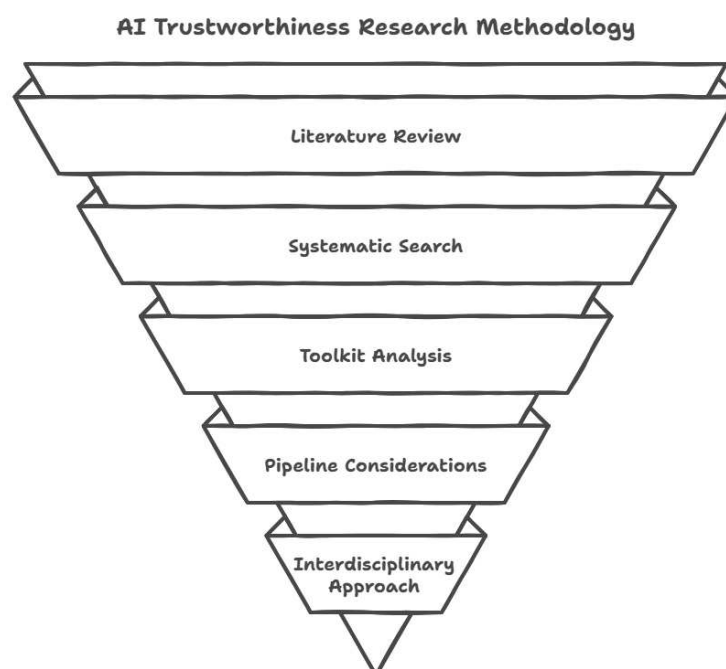 AI Trustworthiness Research Methodology
Literature Review
Systematic Search
Toolkit Analysis
Pipeline Considerations
Interdisciplinary
Approach